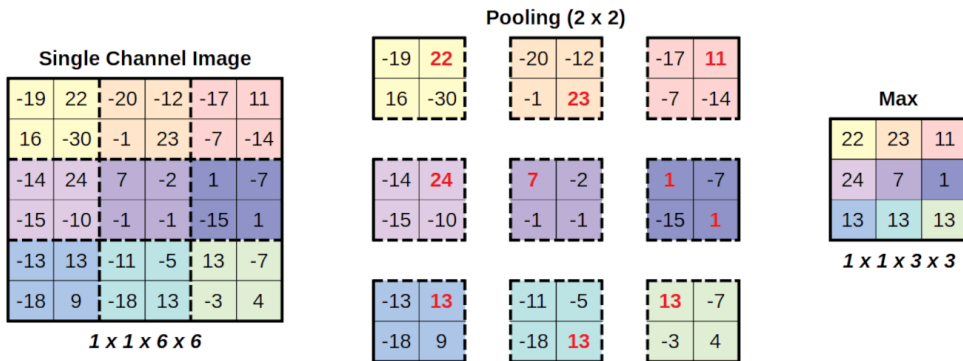 Pooling (2 x 2)
Single Channel Image
-19 22 -20 -12 -17 11
16 -30 -1 23 -7 -14
-14 24 7 -2 1 -7
-15 -10 -1 -1 -15 1
-13 13 -11 -5 13 -7
-18 9 -18 13 -3 4
1 x 1 x 6 x 6
-19 22 -20 -12 -17 11
16 -30 -1 23 -7 -14
-14 24 7 -2 1 -7
-15 -10 -1 -1 -15 1
-13 13 -11 -5 13 -7
-18 9 -18 13 -3 4
Max
22 23 11
24 7 1
13 13 13
1 x 1 x 3 x 3